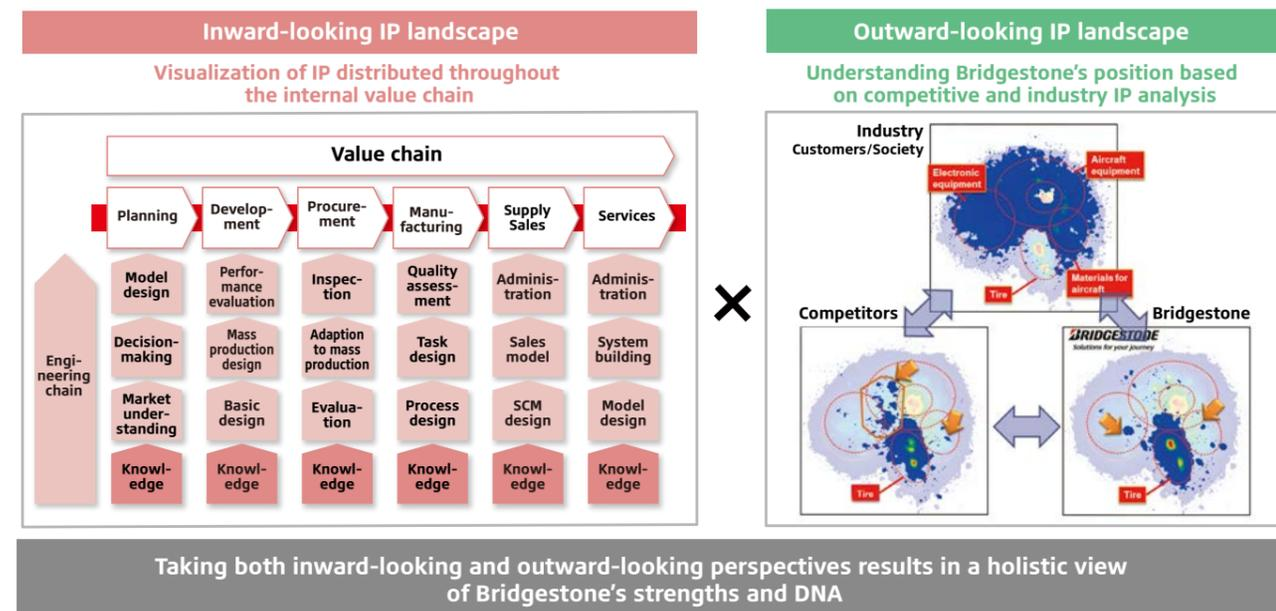 Inward-looking IP landscape
Visualization of IP distributed throughout
the internal value chain
Value chain
Planning
Develop-
ment
Procure-
ment
Manu-
facturing
Supply
Sales
Services
Engi-
neering
chain
Model
design
Perfor-
mance
evaluation
Inspec-
tion
Quality
assess-
ment
Adminis-
tration
Adminis-
tration
Decision-
making
Mass
production
design
Adaption
to mass
production
Task
design
Sales
model
System
building
Market
under-
standing
Basic
design
Evalua-
tion
Process
design
SCM
design
Model
design
Knowl-
edge
Knowl-
edge
Knowl-
edge
Knowl-
edge
Knowl-
edge
Knowl-
edge
×
Outward-looking IP landscape
Understanding Bridgestone's position based
on competitive and industry IP analysis
Industry
Customers/Society
Electronic
equipment
Aircraft
equipment
Tire
Materials for
aircraft
Competitors
Tire
Bridgestone
BRIDGESTONE
Solutions for your journey
Tire
Taking both inward-looking and outward-looking perspectives results in a holistic view
of Bridgestone's strengths and DNA